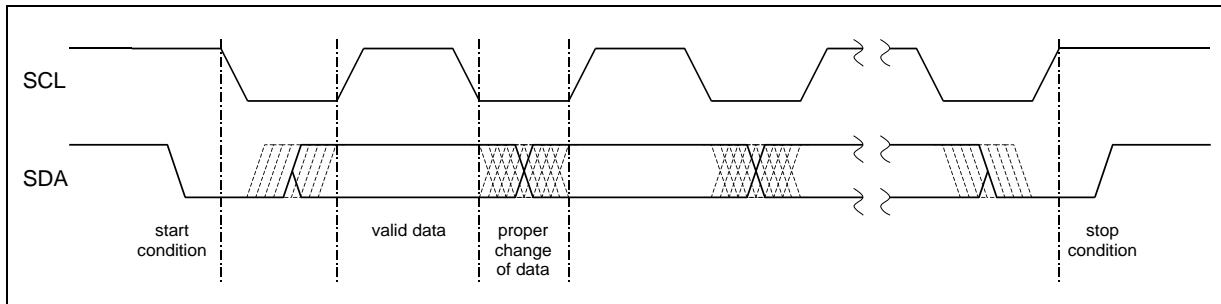 SCL
SDA
start
condition
valid data
proper
change
of data
stop
condition